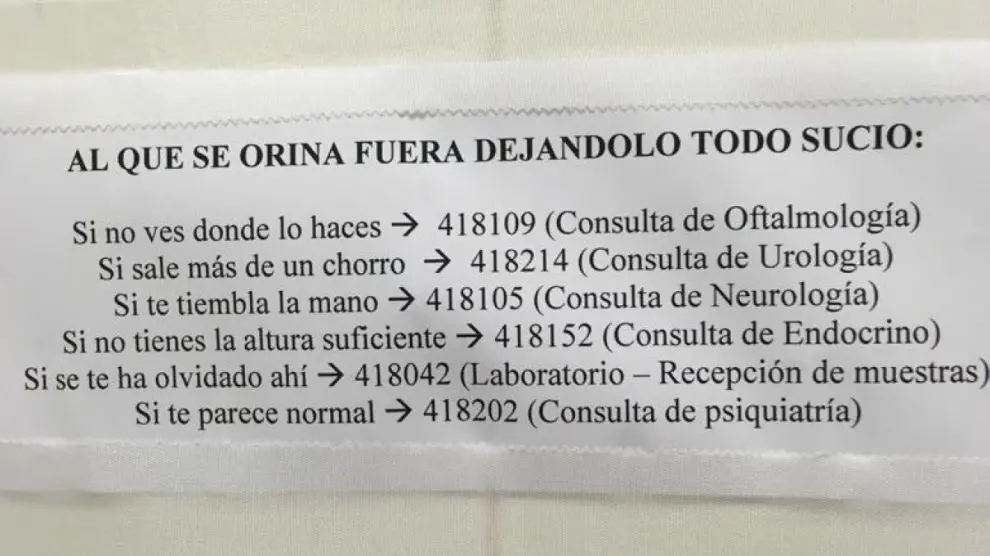 AL QUE SE ORINA FUERA DEJANDOLO TODO SUCIO:
Si no ves donde lo haces → 418109 (Consulta de Oftalmología)
Si sale más de un chorro → 418214 (Consulta de Urología)
Si te tiembla la mano → 418105 (Consulta de Neurología)
Si no tienes la altura suficiente → 418152 (Consulta de Endocrino)
Si se te ha olvidado ahí → 418042 (Laboratorio – Recepción de muestras)
Si te parece normal → 418202 (Consulta de psiquiatría)